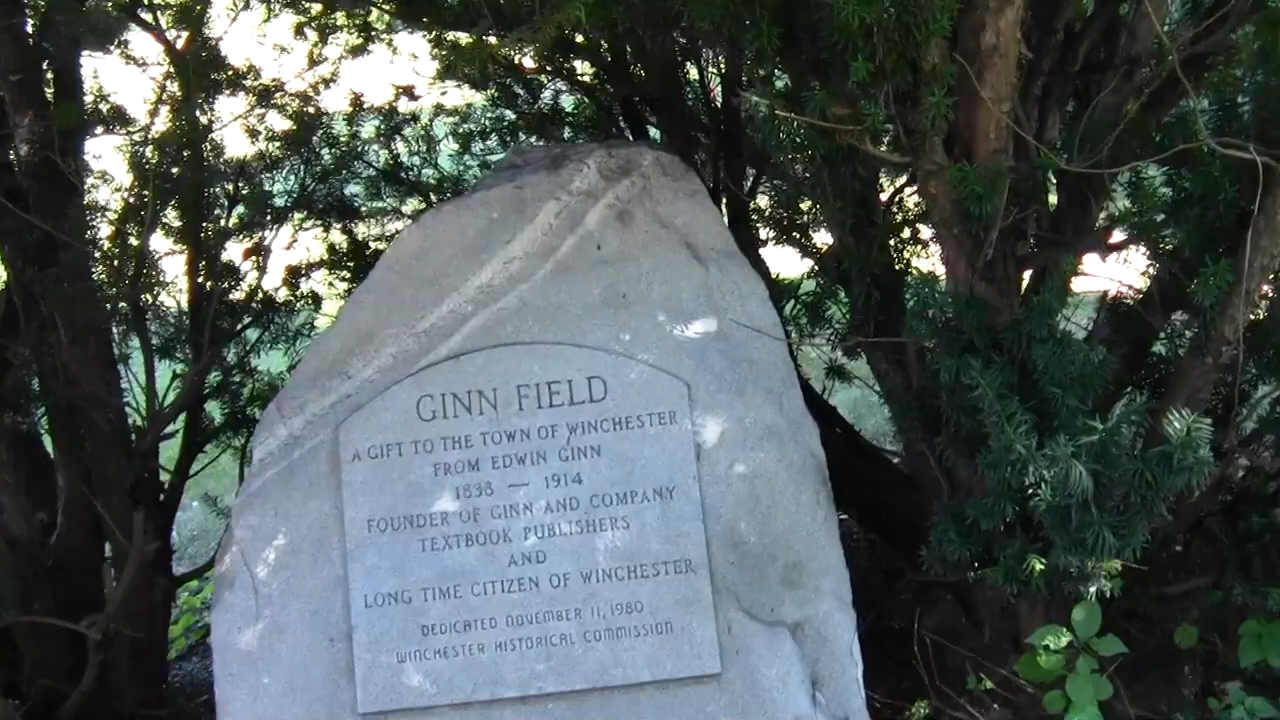 GINN FIELD
A GIFT TO THE TOWN OF WINCHESTER
FROM EDWIN GINN
1838 — 1914
FOUNDER OF GINN AND COMPANY
TEXTBOOK PUBLISHERS
AND
LONG TIME CITIZEN OF WINCHESTER
DEDICATED NOVEMBER 11, 1980
WINCHESTER HISTORICAL COMMISSION